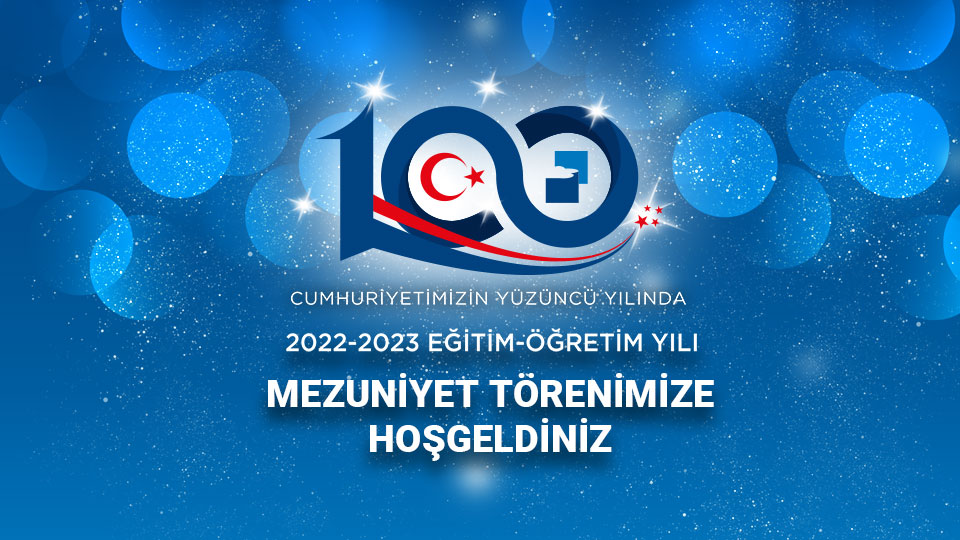 100
CUMHURİYETİMİZİN YÜZÜNCÜ YILINDA
2022-2023 EĞİTİM-ÖĞRETİM YILI
MEZUNİYET TÖRENİMİZE
HOŞGELDİNİZ